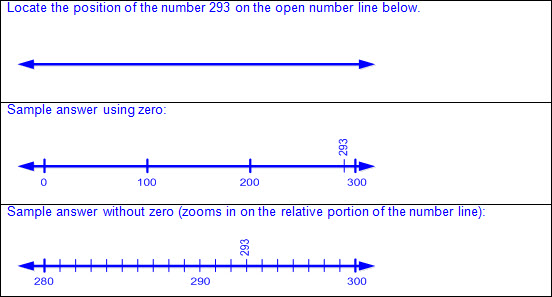 Locate the position of the number 293 on the open number line below.
Sample answer using zero:
293
0 100 200 300
Sample answer without zero (zooms in on the relative portion of the number line):
293
280 290 300